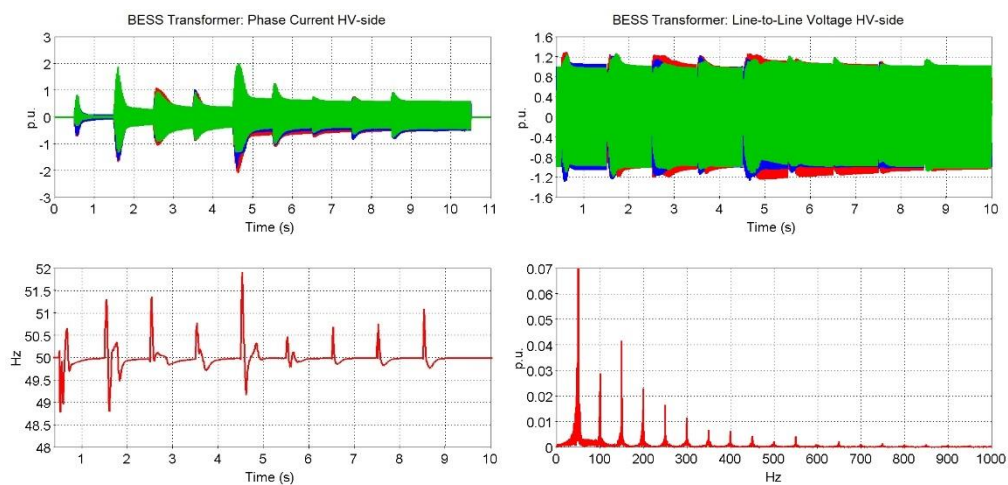 BESS Transformer: Phase Current HV-side
3
2
1
0
-1
-2
-3
p.u.
0 1 2 3 4 5 6 7 8 9 10 11
Time (s)
BESS Transformer: Line-to-Line Voltage HV-side
1.6
1.2
0.8
0.4
0
-0.4
-0.8
-1.2
-1.6
p.u.
1 2 3 4 5 6 7 8 9 10
Time (s)
52
51.5
51
50.5
50
49.5
49
48.5
48
Hz
1 2 3 4 5 6 7 8 9 10
Time (s)
0.07
0.06
0.05
0.04
0.03
0.02
0.01
0
p.u.
0 100 200 300 400 500 600 700 800 900 1000
Hz